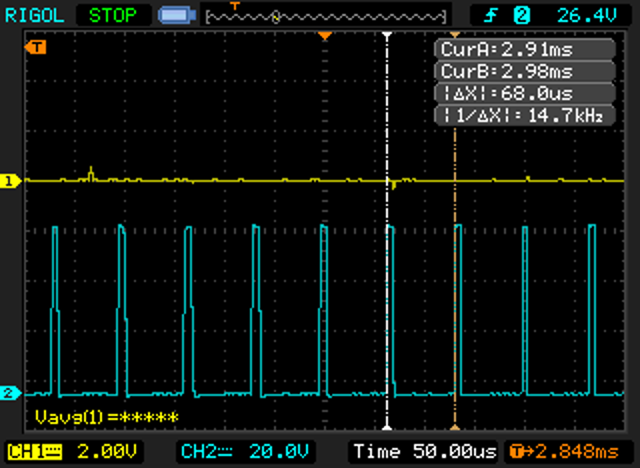 RIGOL STOP T 2 26.4V
T
CurA:2.91ms
CurB:2.98ms
|ΔX|:68.0us
|1/ΔX|:14.7kHz
1
2
Vavg(1)=*****
CH1 2.00V CH2 20.0V Time 50.00us T→2.848ms